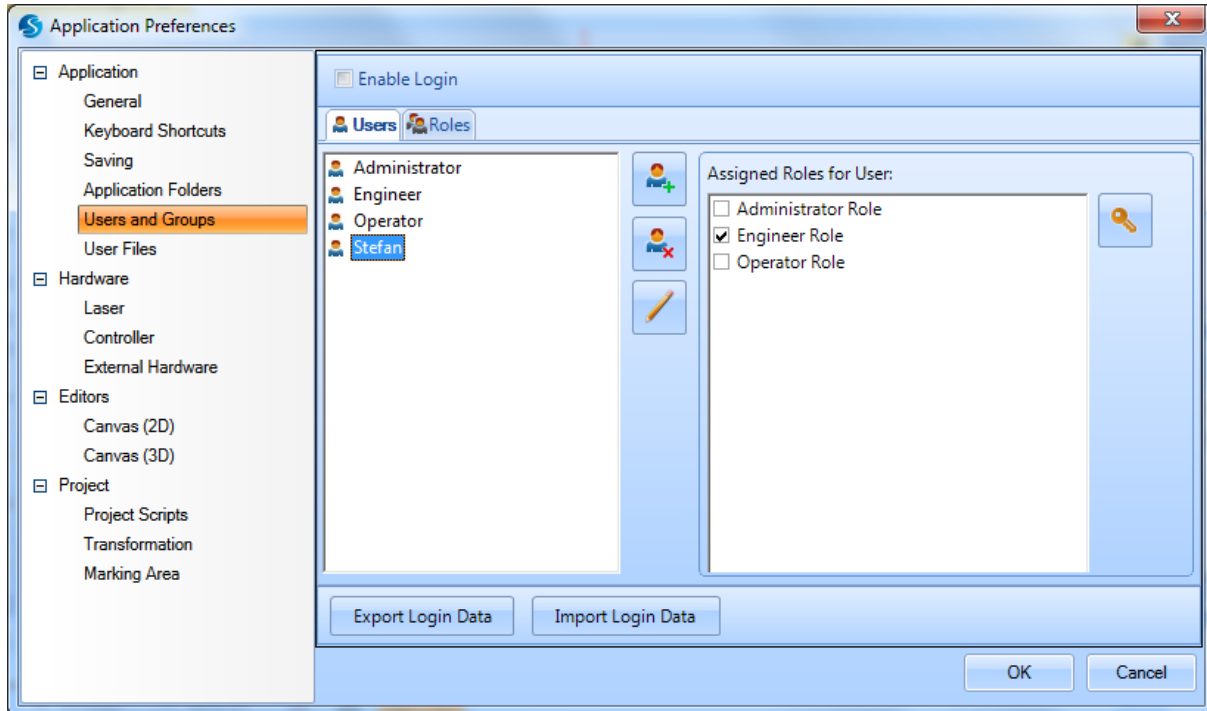 Application Preferences
Application
General
Keyboard Shortcuts
Saving
Application Folders
Users and Groups
User Files
Hardware
Laser
Controller
External Hardware
Editors
Canvas (2D)
Canvas (3D)
Project
Project Scripts
Transformation
Marking Area
Enable Login
Users Roles
Administrator
Engineer
Operator
Stefan
Assigned Roles for User:
Administrator Role
Engineer Role
Operator Role
Export Login Data Import Login Data
OK Cancel